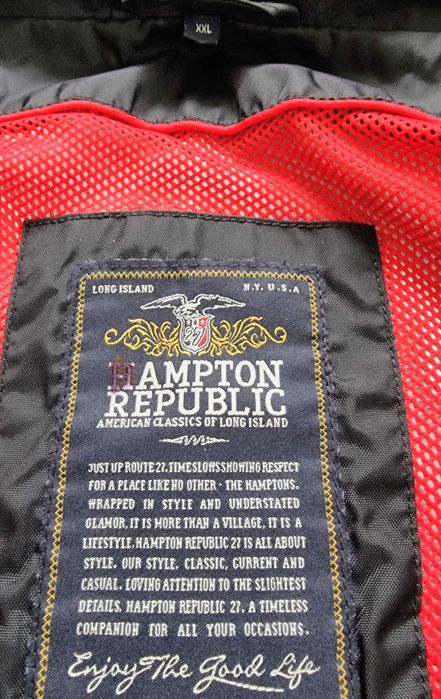 XXL
LONG ISLAND N.Y. U.S.A
27
HAMPTON
REPUBLIC
AMERICAN CLASSICS OF LONG ISLAND
JUST UP ROUTE 27, TIME SLOWS SHOWING RESPECT
FOR A PLACE LIKE NO OTHER - THE HAMPTONS.
WRAPPED IN STYLE AND UNDERSTATED
GLAMOR, IT IS MORE THAN A VILLAGE, IT IS A
LIFESTYLE. HAMPTON REPUBLIC 27 IS ALL ABOUT
STYLE. OUR STYLE. CLASSIC, CURRENT AND
CASUAL. LOVING ATTENTION TO THE SLIGHTEST
DETAILS. HAMPTON REPUBLIC 27. A TIMELESS
COMPANION FOR ALL YOUR OCCASIONS.
Enjoy The Good Life